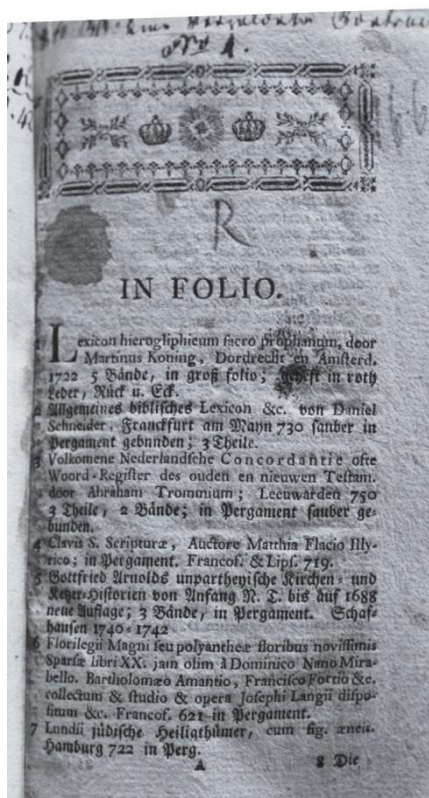 No 1.
R
IN FOLIO.
1 Lexicon hierogliphicum sacro prophanum, door
Martinus Koning, Dordrecht en Amsterd.
1722 5 Bände, in groß folio; geheft in roth
Leder, Rück u. Eck.
2 Allgemeines biblisches Lexicon &c. von Daniel
Schneider, Franckfurt am Mayn 730 sauber in
Pergament gebunden; 3 Theile.
3 Volkomene Nederlandsche Concordantie ofte
Woord-Register des ouden en nieuwen Testam.
door Abraham Trommium; Leeuwarden 750
3 Theile, 2 Bände; in Pergament sauber ge-
bunden.
4 Clavis S. Scripturæ, Auctore Matthia Flacio Illy-
rico; in Pergament. Francof. & Lips. 719.
5 Gottfried Arnolds unpartheyische Kirchen- und
Ketzer-Historien von Anfang N. T. bis auf 1688
neue Auflage; 3 Bände, in Pergament. Schaf-
hausen 1740-1742
6 Florilegii Magni seu polyantheæ floribus novissimis
Sparsæ libri XX. jam olim à Dominico Nano Mira-
bello. Bartholomæo Amantio, Francisco Fortio &c.
collectum & studio & opera Josephi Langii dispo-
situm &c. Francof. 621 in Pergament.
7 Lundii jüdische Heiligthümer, cum fig. æneis.
Hamburg 722 in Perg.
A 8 Die